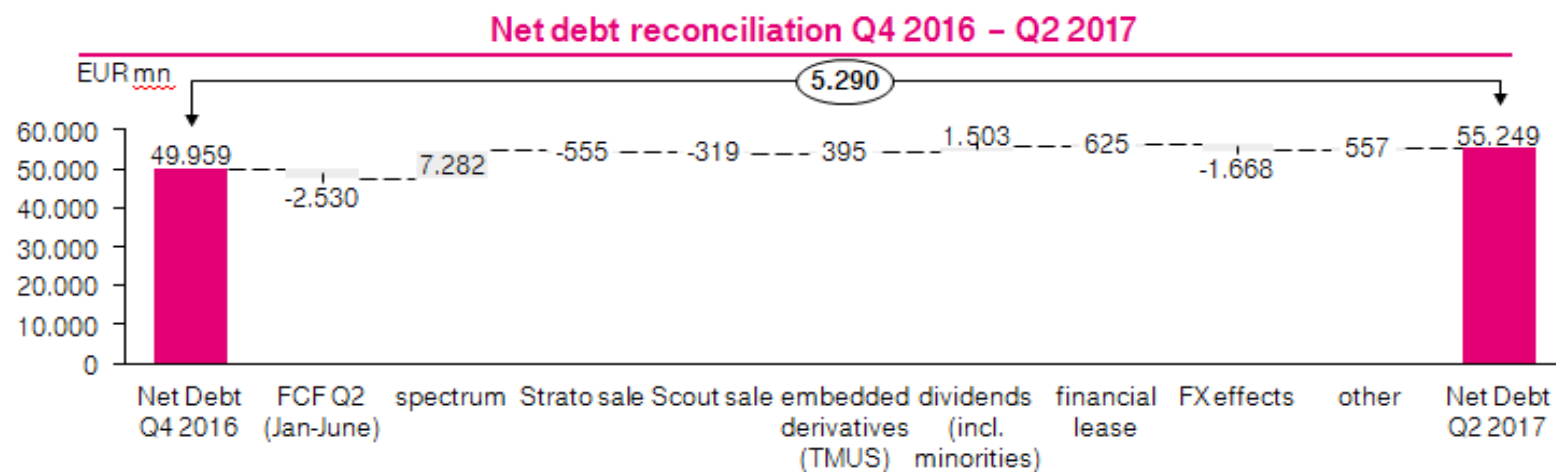 Net debt reconciliation Q4 2016 – Q2 2017
EUR mn
5.290
60.000
50.000
40.000
30.000
20.000
10.000
0
49.959
-2.530
7.282
-555
-319
395
1.503
625
-1.668
557
55.249
Net Debt
Q4 2016
FCF Q2
(Jan-June)
spectrum
Strato sale
Scout sale
embedded
derivatives
(TMUS)
dividends
(incl.
minorities)
financial
lease
FX effects
other
Net Debt
Q2 2017